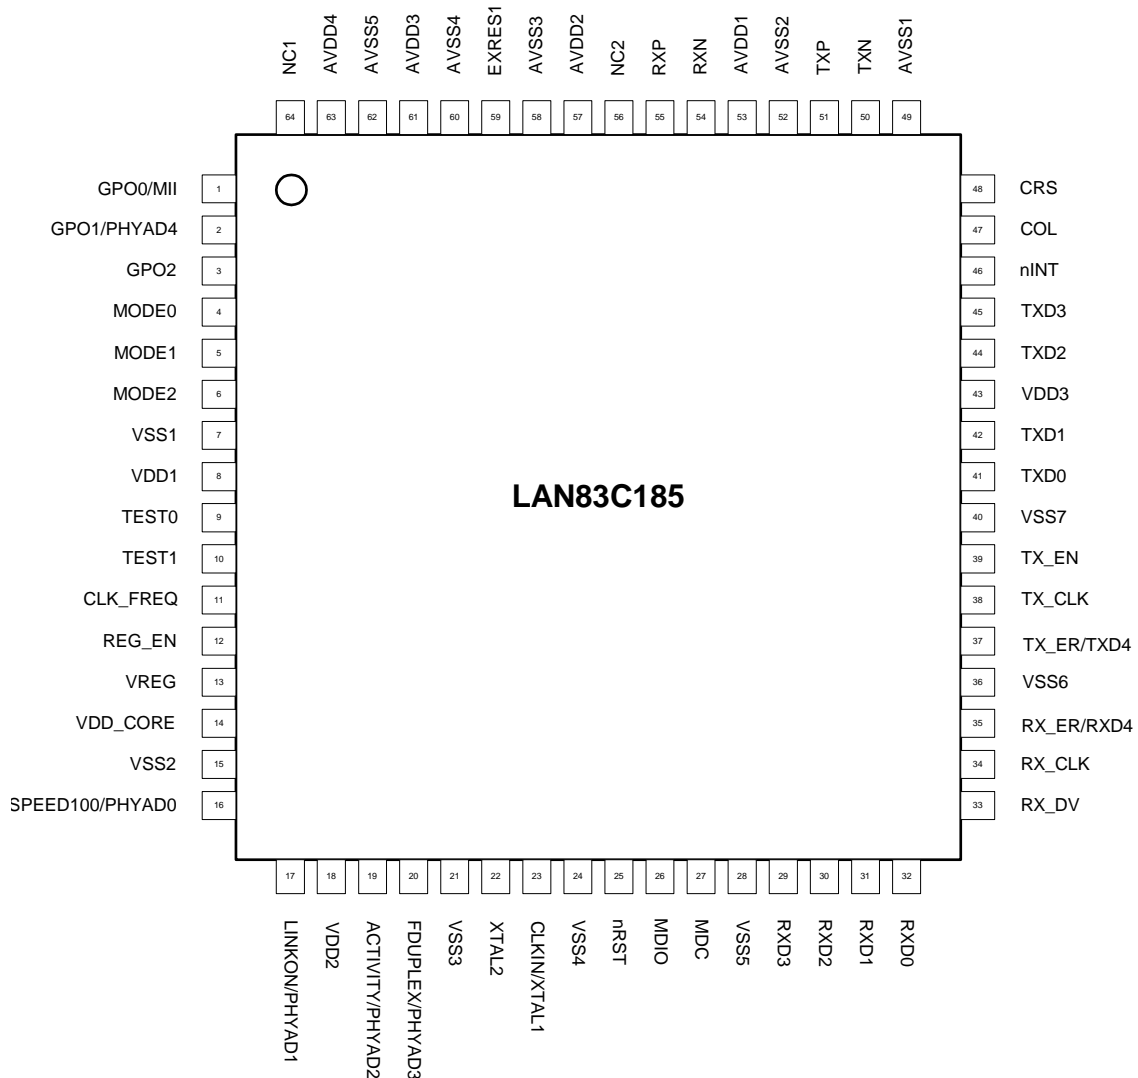 NC1
AVDD4
AVSS5
AVDD3
AVSS4
EXRES1
AVSS3
AVDD2
NC2
RXP
RXN
AVDD1
AVSS2
TXP
TXN
AVSS1
64 63 62 61 60 59 58 57 56 55 54 53 52 51 50 49
GPO0/MII 1
GPO1/PHYAD4 2
GPO2 3
MODE0 4
MODE1 5
MODE2 6
VSS1 7
VDD1 8
TEST0 9
TEST1 10
CLK_FREQ 11
REG_EN 12
VREG 13
VDD_CORE 14
VSS2 15
SPEED100/PHYAD0 16
LAN83C185
48 CRS
47 COL
46 nINT
45 TXD3
44 TXD2
43 VDD3
42 TXD1
41 TXD0
40 VSS7
39 TX_EN
38 TX_CLK
37 TX_ER/TXD4
36 VSS6
35 RX_ER/RXD4
34 RX_CLK
33 RX_DV
17 18 19 20 21 22 23 24 25 26 27 28 29 30 31 32
LINKON/PHYAD1
VDD2
ACTIVITY/PHYAD2
FDUPLEX/PHYAD3
VSS3
XTAL2
CLKIN/XTAL1
VSS4
nRST
MDIO
MDC
VSS5
RXD3
RXD2
RXD1
RXD0